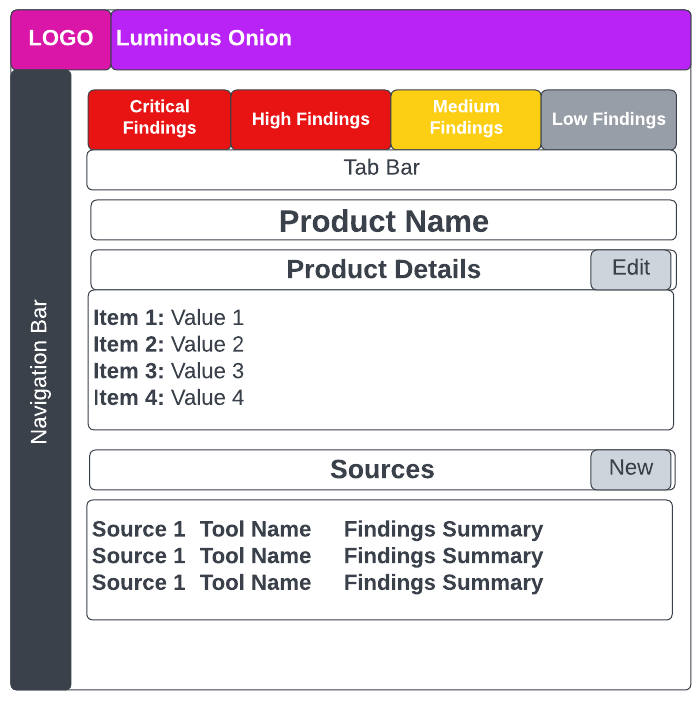 LOGO
Luminous Onion
Critical
Findings
High Findings
Medium
Findings
Low Findings
Tab Bar
Product Name
Product Details
Edit
Navigation Bar
Item 1: Value 1
Item 2: Value 2
Item 3: Value 3
Item 4: Value 4
Sources
New
Source 1 Tool Name Findings Summary
Source 1 Tool Name Findings Summary
Source 1 Tool Name Findings Summary